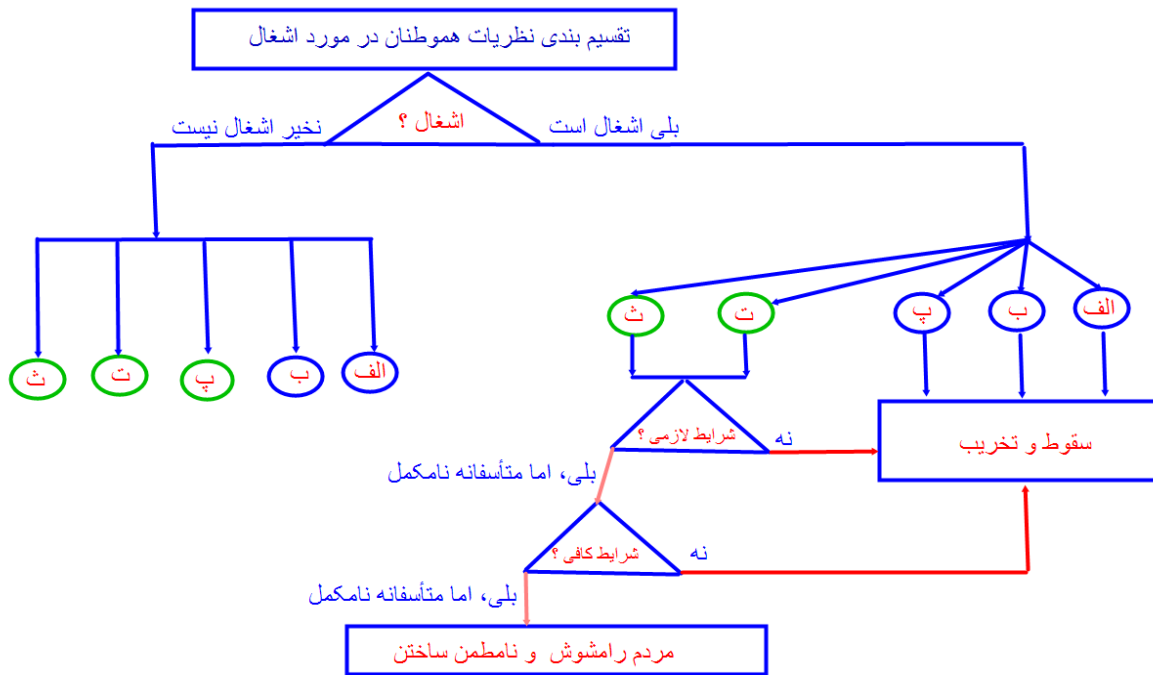 تقسیم بندی نظریات هموطنان در مورد اشغال
اشغال ؟
بلی اشغال است
نخیر اشغال نیست
الف
ب
پ
ت
ث
الف
ب
پ
ت
ث
شرایط لازمی ؟
نه
سقوط و تخریب
بلی، اما متأسفانه نامکمل
شرایط کافی ؟
نه
بلی، اما متأسفانه نامکمل
مردم رامشوش و نامطمن ساختن